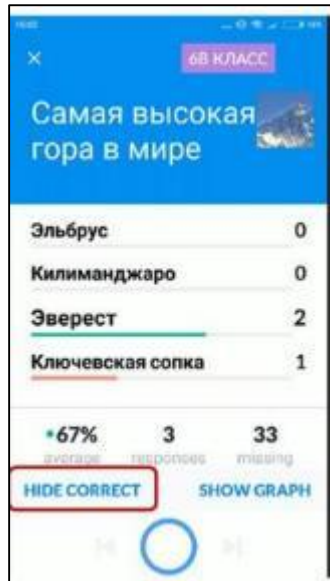 6В КЛАСС
Самая высокая
гора в мире
Эльбрус 0
Килиманджаро 0
Эверест 2
Ключевская сопка 1
67% 3 33
average responses missing
HIDE CORRECT SHOW GRAPH